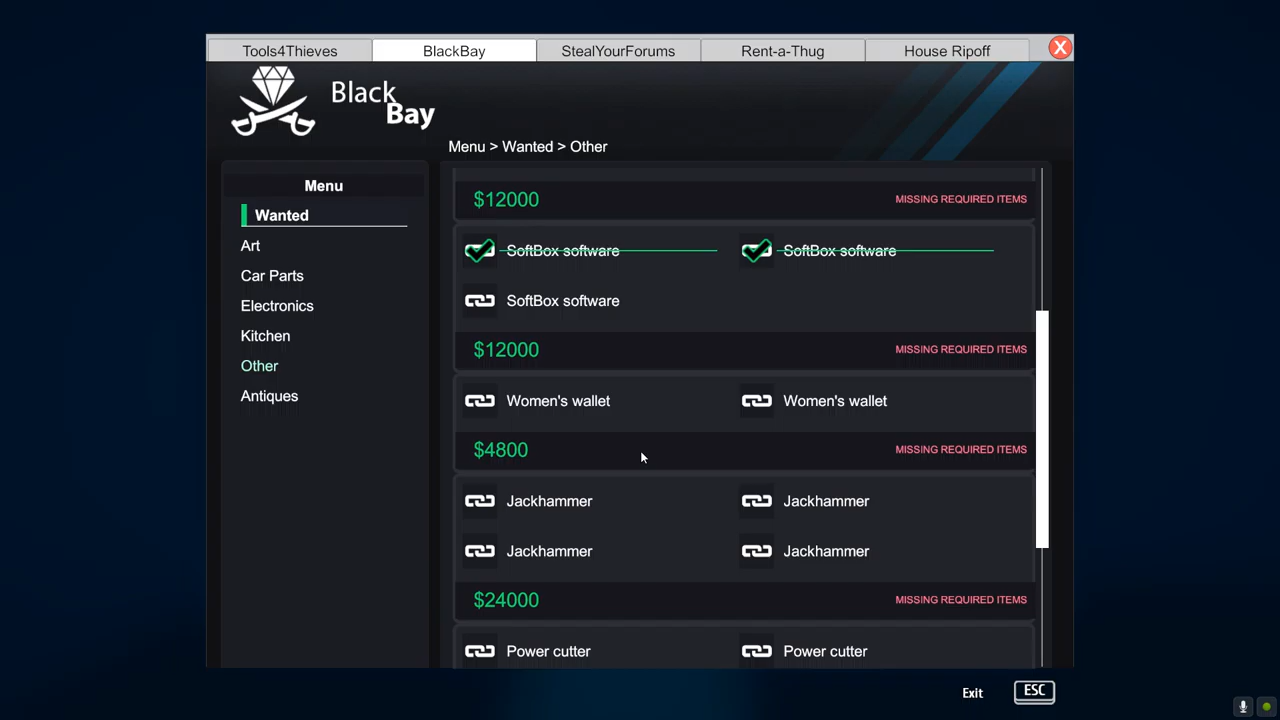 Tools4Thieves BlackBay StealYourForums Rent-a-Thug House Ripoff X
Black
Bay
Menu > Wanted > Other
Menu
Wanted
Art
Car Parts
Electronics
Kitchen
Other
Antiques
$12000 MISSING REQUIRED ITEMS
SoftBox software SoftBox software
SoftBox software
$12000 MISSING REQUIRED ITEMS
Women's wallet Women's wallet
$4800 MISSING REQUIRED ITEMS
Jackhammer Jackhammer
Jackhammer Jackhammer
$24000 MISSING REQUIRED ITEMS
Power cutter Power cutter
Exit ESC